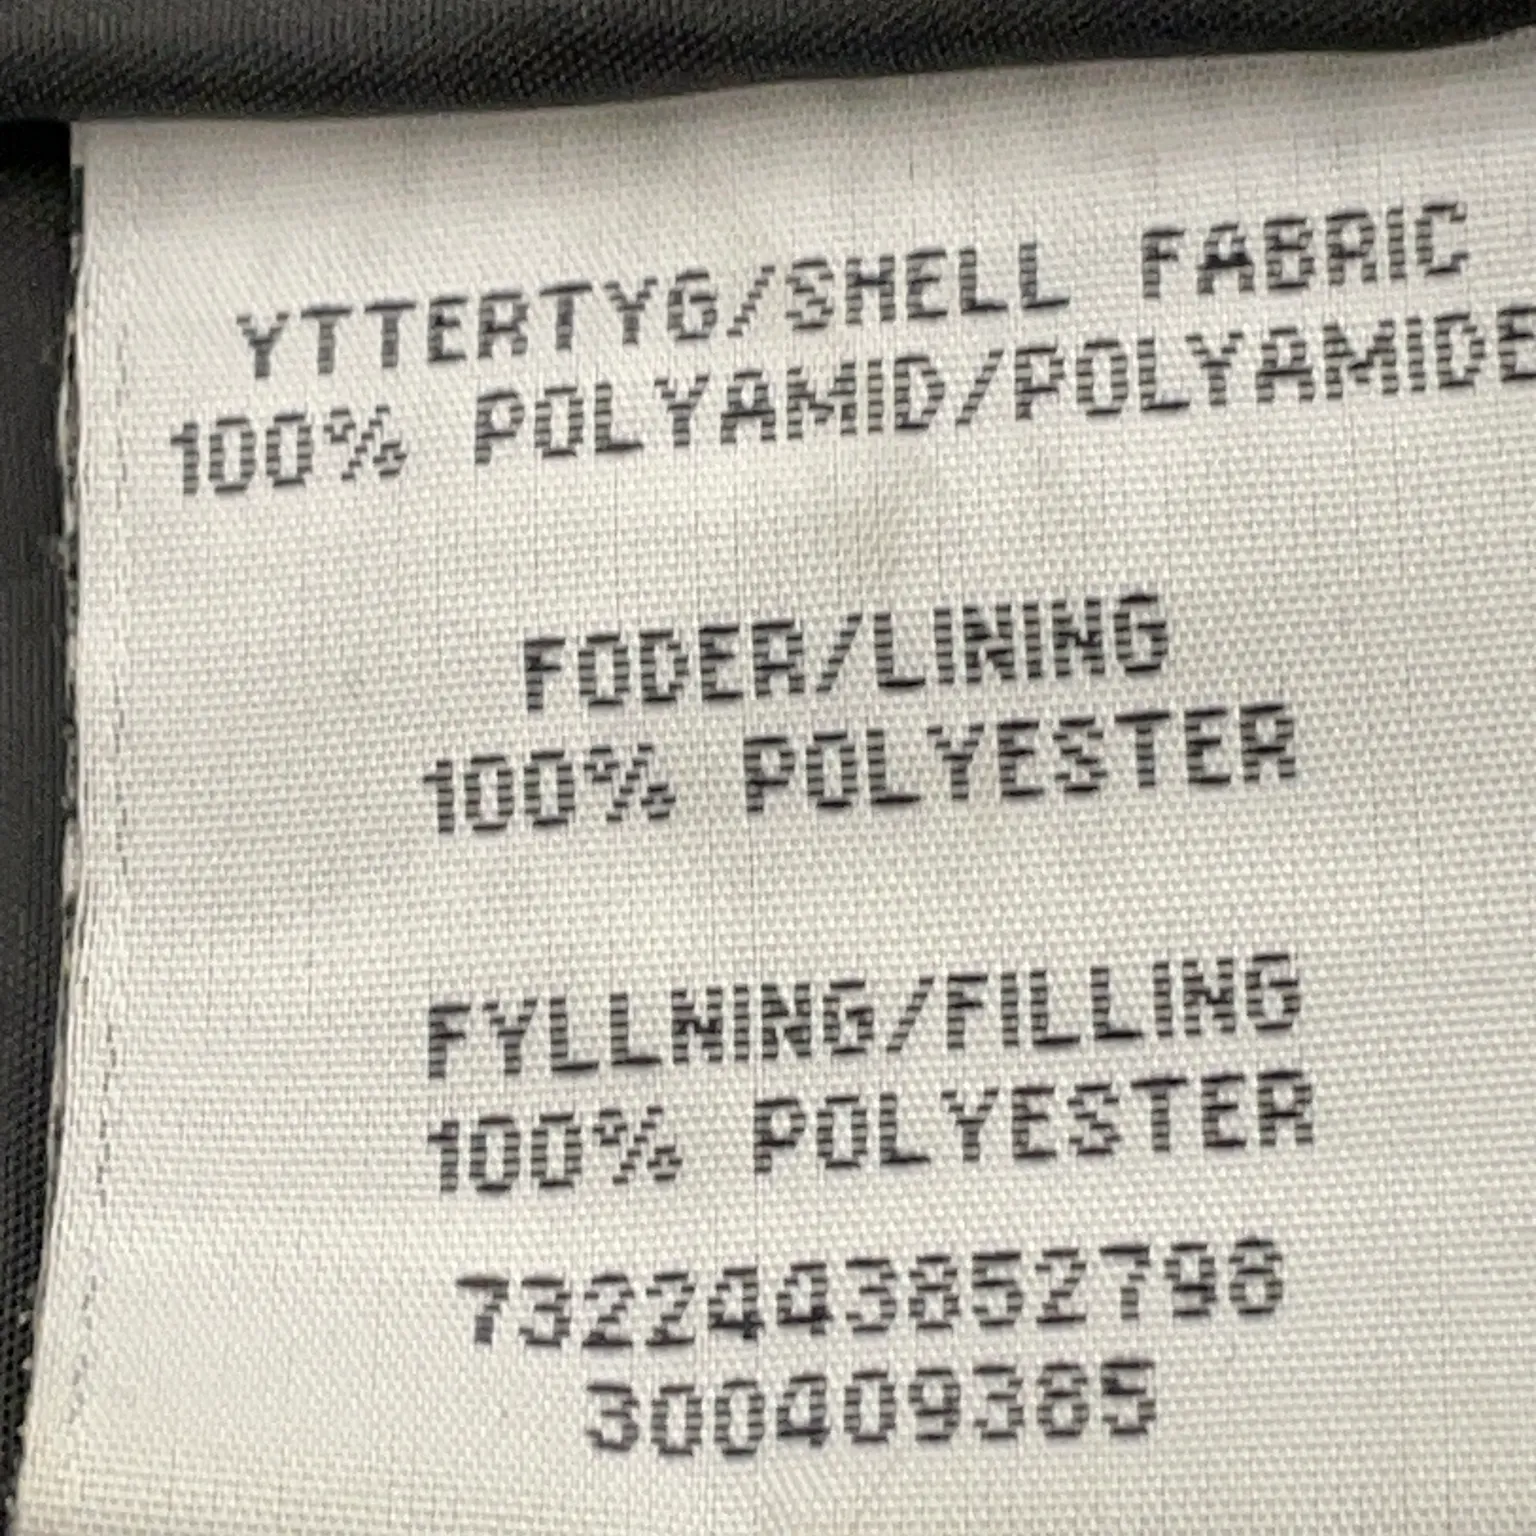 YTTERTYG/SHELL FABRIC
100% POLYAMID/POLYAMIDE
FODER/LINING
100% POLYESTER
FYLLNING/FILLING
100% POLYESTER
7322443852798
300409385